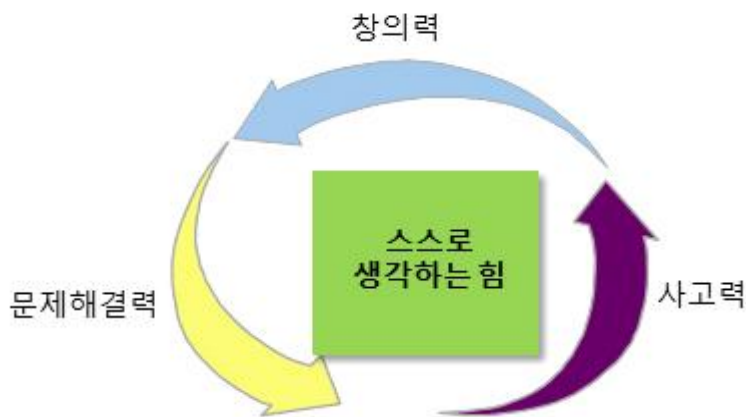 창의력
스스로
생각하는 힘
문제해결력
사고력